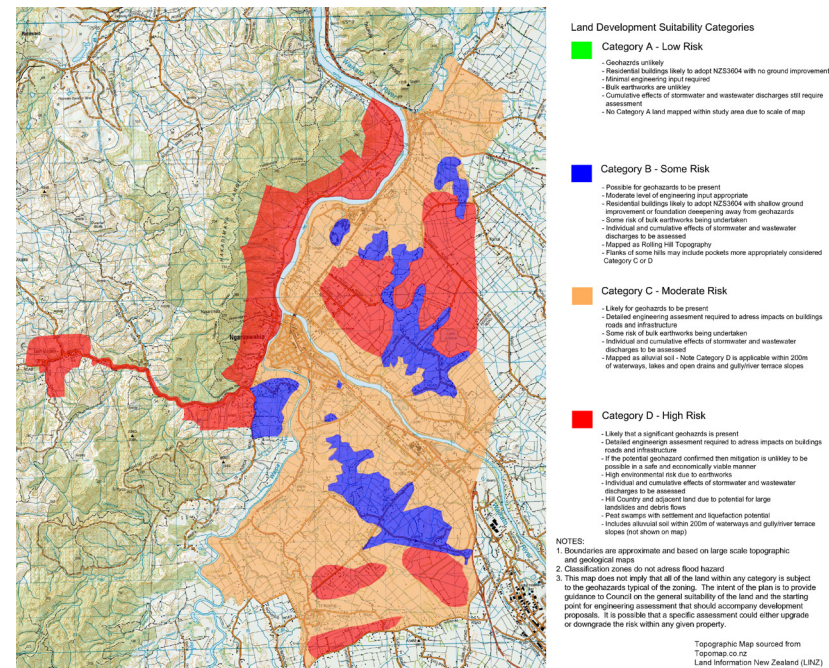 Land Development Suitability Categories
Category A - Low Risk
- Geohazrds unlikely
- Residential buildings likely to adopt NZS3604 with no ground improvement
- Minimal engineering input required
- Bulk earthworks are unlikley
- Cumulative effects of stormwater and wastewater discharges still require
assessment
- No Category A land mapped within study area due to scale of map
Category B - Some Risk
- Possible for geohazards to be present
- Moderate level of engineering input approptiate
- Residential buildings likely to adopt NZS3604 with shallow ground
improvement or foundation deeepening away from geohazards
- Some risk of bulk earthworks being undertaken
- Individual and cumulative effects of stormwater and wastewater
discharges to be assessed
- Mapped as Rolling Hill Topography
- Flanks of some hills may include pockets more appropriately considered
Category C or D
Category C - Moderate Risk
- Likely for geohazrds to be present
- Detailed engineering assesment required to adress impacts on buildings
roads and infrastructure
- Some risk of bulk earthworks being undertaken
- Individual and cumulative effects of stormwater and wastewater
discharges to be assessed
- Mapped as alluvial soil - Note Category D is applicable within 200m
of waterways, lakes and open drains and gully/river terrace slopes
Category D - High Risk
- Likely that a significant geohazrds is present
- Detailed engineerign assesment required to adress impacts on buildings
roads and infrastructure
- If the potential geohazard confirmed then mitigation is unlikley to be
possible in a safe and economically viable manner
- High environmental risk due to earthworks
- Individual and cumulative effects of stormwater and wastewater
discharges to be assessed
- Hill Country and adjacent land due to potential for large
landslides and debris flows
- Peat swamps with settlement and liquefaction potential
- Includes alluvuial soil within 200m of waterways and gully/river terrace
slopes (not shown on map)
NOTES:
1. Boundaries are approximate and based on large scale topographic
and geological maps
2. Classification zones do not adress flood hazard
3. This map does not imply that all of the land within any category is subject
to the geohazards typical of the zoning. The intent of the plan is to provide
guidance to Council on the general suitability of the land and the starting
point for engineering assessment that should accompany development
proposals. It is possible that a specific assessment could either upgrade
or downgrade the risk within any given property.
Topographic Map sourced from
Topomap.co.nz
Land Information New Zealand (LINZ)